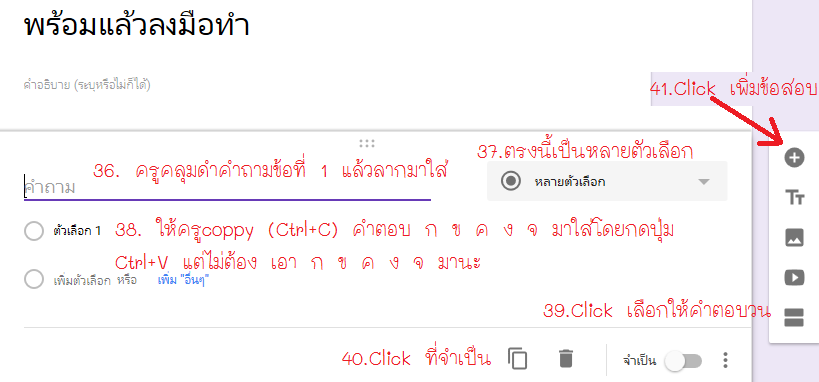 พร้อมแล้วลงมือทำ
คำอธิบาย (ระบุหรือไม่ก็ได้)
41.Click เพิ่มข้อสอบ
36. ครูคลุมดำคำถามข้อที่ 1 แล้วลากมาใส่
37.ตรงนี้เป็นหลายตัวเลือก
คำถาม
หลายตัวเลือก
ตัวเลือก 1
38. ให้ครูcoppy (Ctrl+C) คำตอบ ก ข ค ง จ มาใส่โดยกดปุ่ม
Ctrl+V แต่ไม่ต้อง เอา ก ข ค ง จ มานะ
เพิ่มตัวเลือก หรือ เพิ่ม "อื่นๆ"
39.Click เลือกให้คำตอบวน
40.Click ที่จำเป็น
จำเป็น
Tт